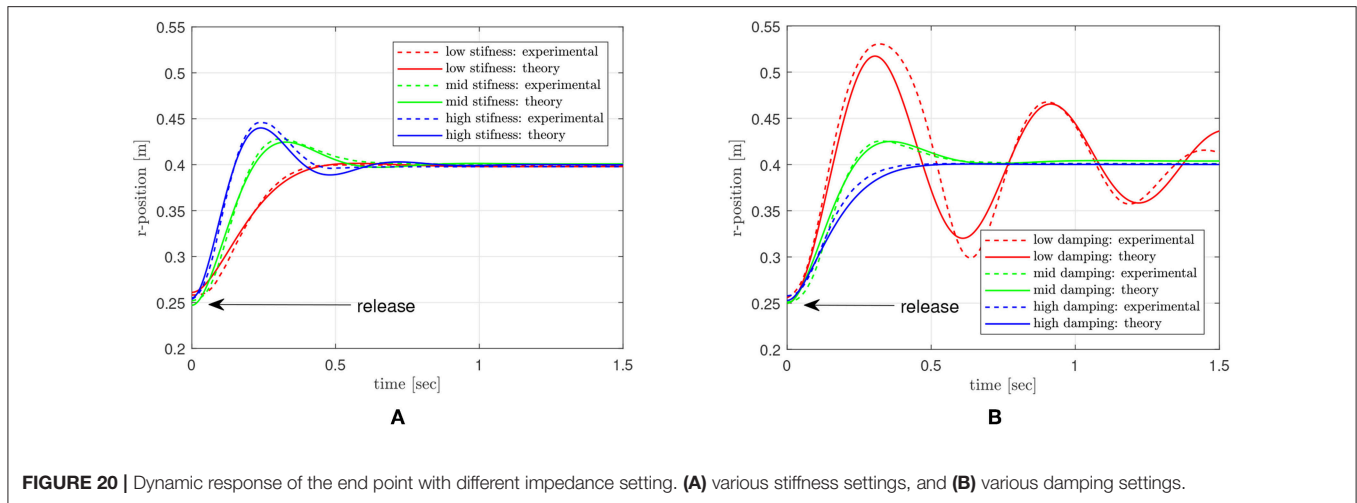 0.55
0.5
0.45
0.4
0.35
0.3
0.25
0.2
r-position [m]
low stifness: experimental
low stifness: theory
mid stifness: experimental
mid stifness: theory
high stifness: experimental
high stifness: theory
release
0
0.5
1
1.5
time [sec]
A
0.55
0.5
0.45
0.4
0.35
0.3
0.25
0.2
r-position [m]
low damping: experimental
low damping: theory
mid damping: experimental
mid damping: theory
high damping: experimental
high damping: theory
release
0
0.5
1
1.5
time [sec]
B
FIGURE 20 | Dynamic response of the end point with different impedance setting. (A) various stiffness settings, and (B) various damping settings.